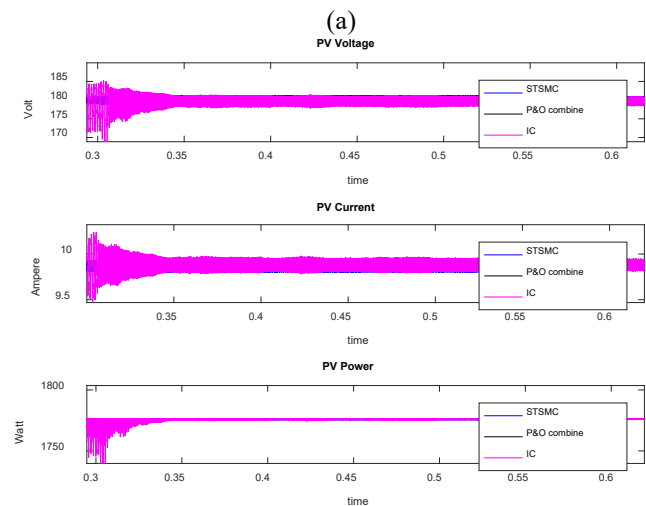 (a)
PV Voltage
185
180
175
170
Volt
STSMC
P&O combine
IC
0.3 0.35 0.4 0.45 0.5 0.55 0.6
time
PV Current
10
9.5
Ampere
STSMC
P&O combine
IC
0.35 0.4 0.45 0.5 0.55 0.6
time
PV Power
1800
1750
Watt
STSMC
P&O combine
IC
0.3 0.35 0.4 0.45 0.5 0.55 0.6
time